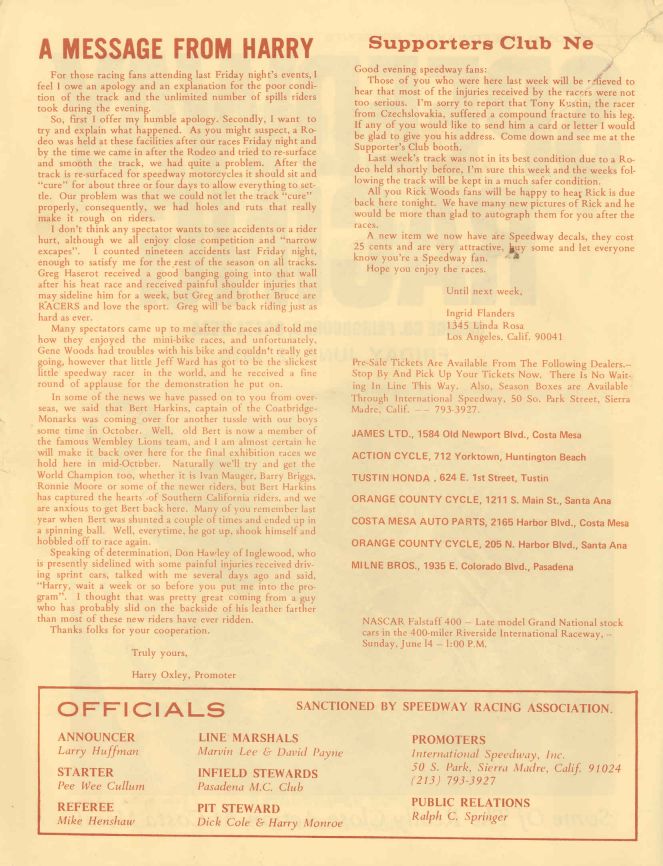 A MESSAGE FROM HARRY
For those racing fans attending last Friday night's events, I
feel I owe an apology and an explanation for the poor condi-
tion of the track and the unlimited number of spills riders
took during the evening.
So, first I offer my humble apology. Secondly, I want to
try and explain what happened. As you might suspect, a Ro-
deo was held at these facilities after our races Friday night and
by the time we came in after the Rodeo and tried to re-surface
and smooth the track, we had quite a problem. After the
track is re-surfaced for speedway motorcycles it should sit and
"cure" for about three or four days to allow everything to set-
tle. Our problem was that we could not let the track "cure"
properly, consequently, we had holes and ruts that really
make it rough on riders.
I don't think any spectator wants to see accidents or a rider
hurt, although we all enjoy close competition and "narrow
escapes". I counted nineteen accidents last Friday night,
enough to satisfy me for the rest of the season on all tracks.
Greg Haserot received a good banging going into that wall
after his heat race and received painful shoulder injuries that
may sideline him for a week, but Greg and brother Bruce are
RACERS and love the sport. Greg will be back riding just as
hard as ever.
Many spectators came up to me after the races and told me
how they enjoyed the mini-bike races, and unfortunately,
Gene Woods had troubles with his bike and couldn't really get
going, however that little Jeff Ward has got to be the slickest
little speedway racer in the world, and he received a fine
round of applause for the demonstration he put on.
In some of the news we have passed on to you from over-
seas, we said that Bert Harkins, captain of the Coatbridge-
Monarks was coming over for another tussle with our boys
some time in October. Well, old Bert is now a member of
the famous Wembley Lions team, and I am almost certain he
will make it back over here for the final exhibition races we
hold here in mid-October. Naturally we'll try and get the
World Champion too, whether it is Ivan Mauger, Barry Briggs,
Ronnie Moore or some of the newer riders, but Bert Harkins
has captured the hearts of Southern California riders, and we
are anxious to get Bert back here. Many of you remember last
year when Bert was shunted a couple of times and ended up in
a spinning ball. Well, everytime, he got up, shook himself and
hobbled off to race again.
Speaking of determination, Don Hawley of Inglewood, who
is presently sidelined with some painful injuries received driv-
ing sprint cars, talked with me several days ago and said,
"Harry, wait a week or so before you put me into the pro-
gram". I thought that was pretty great coming from a guy
who has probably slid on the backside of his leather farther
than most of these new riders have ever ridden.
Thanks folks for your cooperation.
Truly yours,
Harry Oxley, Promoter
Supporters Club Ne
Good evening speedway fans:
Those of you who were here last week will be relieved to
hear that most of the injuries received by the racers were not
too serious. I'm sorry to report that Tony Kustin, the racer
from Czechslovakia, suffered a compound fracture to his leg.
If any of you would like to send him a card or letter I would
be glad to give you his address. Come down and see me at the
Supporter's Club booth.
Last week's track was not in its best condition due to a Ro-
deo held shortly before, I'm sure this week and the weeks fol-
lowing the track will be kept in a much safer condition.
All you Rick Woods fans will be happy to hear Rick is due
back here tonight. We have many new pictures of Rick and he
would be more than glad to autograph them for you after the
races.
A new item we now have are Speedway decals, they cost
25 cents and are very attractive, buy some and let everyone
know you're a Speedway fan.
Hope you enjoy the races.
Until next week,
Ingrid Flanders
1345 Linda Rosa
Los Angeles, Calif. 90041
Pre-Sale Tickets Are Available From The Following Dealers.—
Stop By And Pick Up Your Tickets Now. There Is No Wait-
ing In Line This Way. Also, Season Boxes are Available
Through International Speedway, 50 So. Park Street, Sierra
Madre, Calif. — — 793-3927.
JAMES LTD., 1584 Old Newport Blvd., Costa Mesa
ACTION CYCLE, 712 Yorktown, Huntington Beach
TUSTIN HONDA , 624 E. 1st Street, Tustin
ORANGE COUNTY CYCLE, 1211 S. Main St., Santa Ana
COSTA MESA AUTO PARTS, 2165 Harbor Blvd., Costa Mesa
ORANGE COUNTY CYCLE, 205 N. Harbor Blvd., Santa Ana
MILNE BROS., 1935 E. Colorado Blvd., Pasadena
NASCAR Falstaff 400 — Late model Grand National stock
cars in the 400-miler Riverside International Raceway, —
Sunday, June 14 — 1:00 P.M.
OFFICIALS
SANCTIONED BY SPEEDWAY RACING ASSOCIATION.
ANNOUNCER
Larry Huffman
STARTER
Pee Wee Cullum
REFEREE
Mike Henshaw
LINE MARSHALS
Marvin Lee & David Payne
INFIELD STEWARDS
Pasadena M.C. Club
PIT STEWARD
Dick Cole & Harry Monroe
PROMOTERS
International Speedway, Inc.
50 S. Park, Sierra Madre, Calif. 91024
(213) 793-3927
PUBLIC RELATIONS
Ralph C. Springer